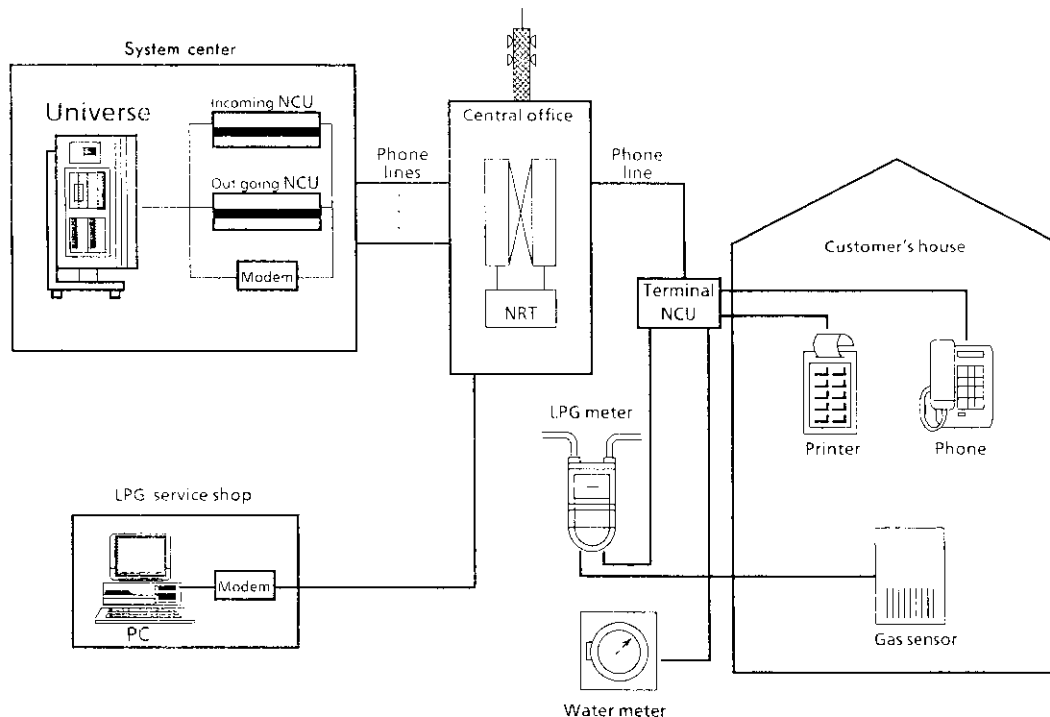 System center
Universe
Incoming NCU
Out going NCU
Modem
Phone
lines
Central office
NRT
Phone
line
Terminal
NCU
Customer's house
Printer
Phone
LPG meter
Gas sensor
Water meter
LPG service shop
Modem
PC